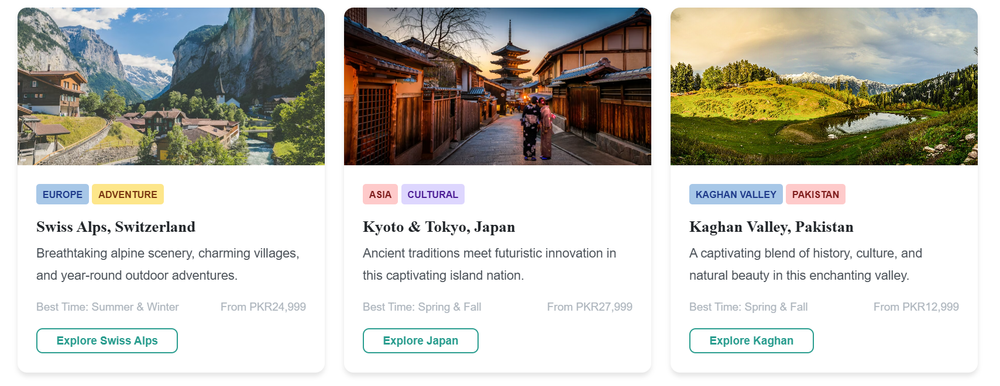 EUROPE ADVENTURE
Swiss Alps, Switzerland
Breathtaking alpine scenery, charming villages,
and year-round outdoor adventures.
Best Time: Summer & Winter From PKR24,999
Explore Swiss Alps
ASIA CULTURAL
Kyoto & Tokyo, Japan
Ancient traditions meet futuristic innovation in
this captivating island nation.
Best Time: Spring & Fall From PKR27,999
Explore Japan
KAGHAN VALLEY PAKISTAN
Kaghan Valley, Pakistan
A captivating blend of history, culture, and
natural beauty in this enchanting valley.
Best Time: Spring & Fall From PKR12,999
Explore Kaghan